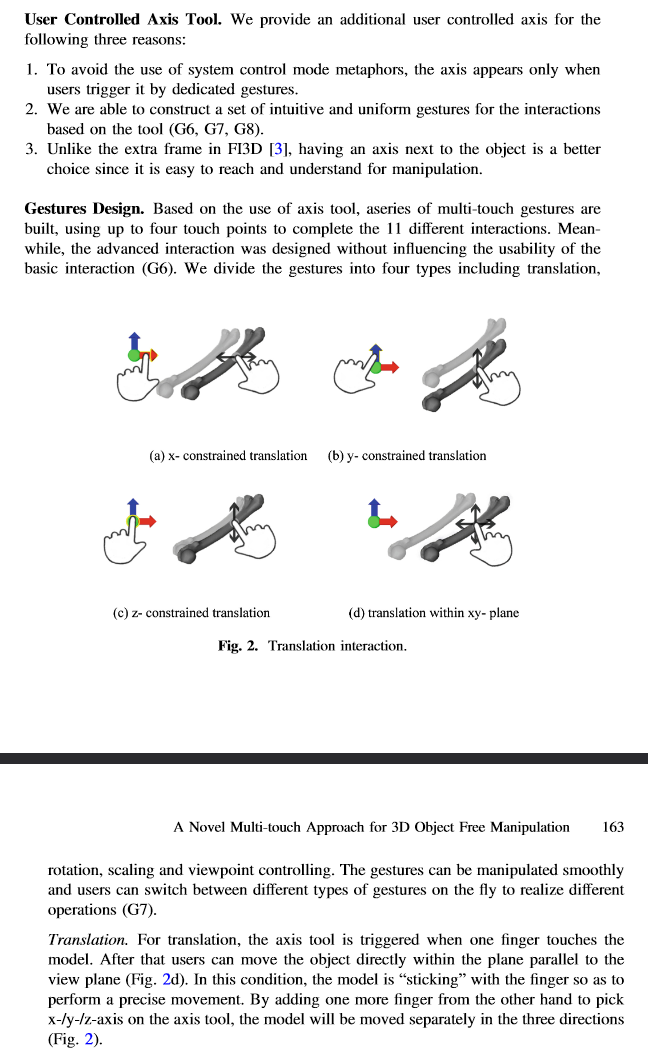 User Controlled Axis Tool. We provide an additional user controlled axis for the
following three reasons:
1. To avoid the use of system control mode metaphors, the axis appears only when
users trigger it by dedicated gestures.
2. We are able to construct a set of intuitive and uniform gestures for the interactions
based on the tool (G6, G7, G8).
3. Unlike the extra frame in FI3D [3], having an axis next to the object is a better
choice since it is easy to reach and understand for manipulation.
Gestures Design. Based on the use of axis tool, aseries of multi-touch gestures are
built, using up to four touch points to complete the 11 different interactions. Mean-
while, the advanced interaction was designed without influencing the usability of the
basic interaction (G6). We divide the gestures into four types including translation,
(a) x- constrained translation (b) y- constrained translation
(c) z- constrained translation (d) translation within xy- plane
Fig. 2. Translation interaction.
A Novel Multi-touch Approach for 3D Object Free Manipulation 163
rotation, scaling and viewpoint controlling. The gestures can be manipulated smoothly
and users can switch between different types of gestures on the fly to realize different
operations (G7).
Translation. For translation, the axis tool is triggered when one finger touches the
model. After that users can move the object directly within the plane parallel to the
view plane (Fig. 2d). In this condition, the model is “sticking” with the finger so as to
perform a precise movement. By adding one more finger from the other hand to pick
x-/y-/z-axis on the axis tool, the model will be moved separately in the three directions
(Fig. 2).